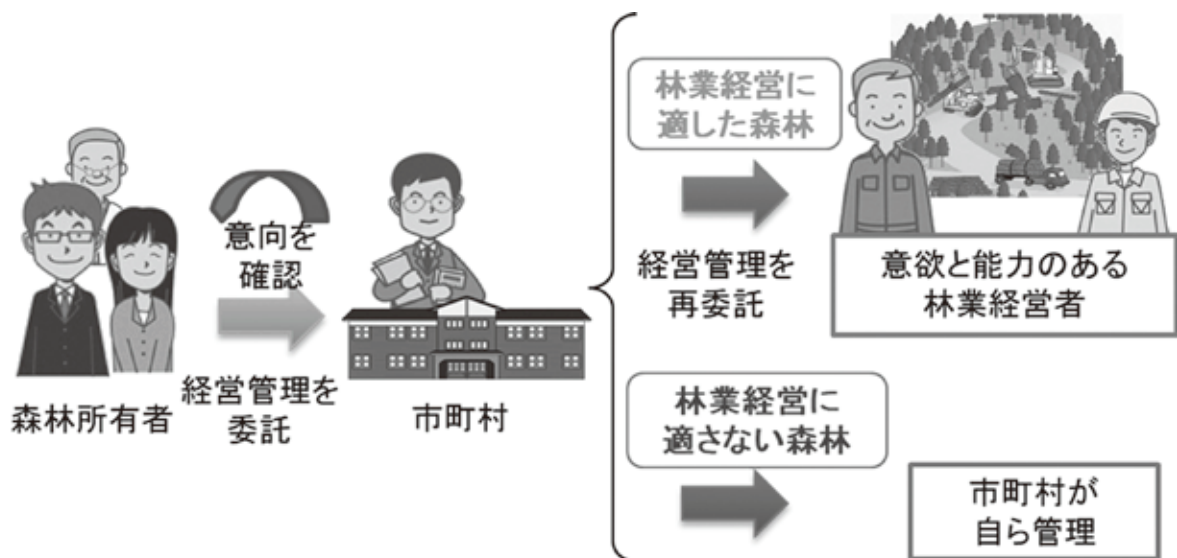 森林所有者
意向を
確認
経営管理を
委託
市町村
林業経営に
適した森林
経営管理を
再委託
意欲と能力のある
林業経営者
林業経営に
適さない森林
市町村が
自ら管理